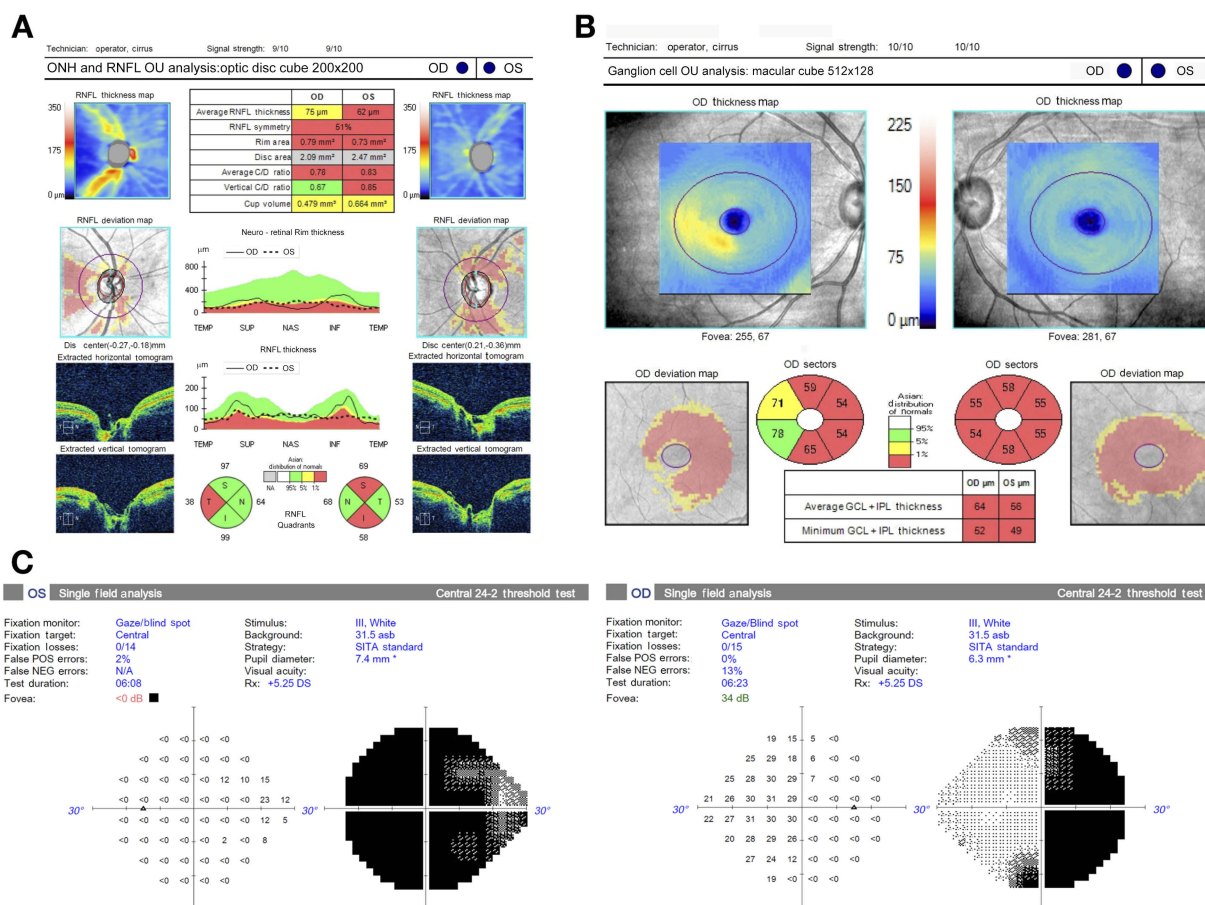 A
Technician: operator, cirrus Signal strength: 9/10 9/10
ONH and RNFL OU analysis:optic disc cube 200x200 OD OS
RNFL thickness map
350
175
0 µm
OD OS
Average RNFL thickness 75 µm 62 µm
RNFL symmetry 51%
Rim area 0.79 mm² 0.73 mm²
Disc area 2.09 mm² 2.47 mm²
Average C/D ratio 0.78 0.83
Vertical C/D ratio 0.67 0.85
Cup volume 0.479 mm³ 0.664 mm³
RNFL thickness map
350
175
0 µm
RNFL deviation map
Dis center(-0.27,-0.18)mm
Neuro - retinal Rim thickness
µm OD OS
800
400
0
TEMP SUP NAS INF TEMP
RNFL deviation map
Disc center(0.21,-0.36)mm
Extracted horizontal tomogram
T N
RNFL thickness
µm OD OS
200
100
0
TEMP SUP NAS INF TEMP
Extracted horizontal tomogram
T N
Extracted vertical tomogram
T N
97
38 S T N I 64
99
Asian:
distribution
of normals
NA 95% 5% 1%
RNFL
Quadrants
69
68 S N T I 53
58
Extracted vertical tomogram
T N
B
Technician: operator, cirrus Signal strength: 10/10 10/10
Ganglion cell OU analysis: macular cube 512x128 OD OS
OD thickness map
Fovea: 255, 67
225
150
75
0 µm
OD thickness map
Fovea: 281, 67
OD deviation map
OD sectors
59
71 54
78 54
65
Asian:
distribution
of normals
95%
5%
1%
OD sectors
58
55 55
54 55
58
OD deviation map
OD µm OS µm
Average GCL + IPL thickness 64 56
Minimum GCL + IPL thickness 52 49
C
OS Single field analysis Central 24-2 threshold test
Fixation monitor: Gaze/blind spot Stimulus: III, White
Fixation target: Central Background: 31.5 asb
Fixation losses: 0/14 Strategy: SITA standard
False POS errors: 2% Pupil diameter: 7.4 mm *
False NEG errors: N/A Visual acuity:
Test duration: 06:08 Rx: +5.25 DS
Fovea: <0 dB
<0 <0 <0 <0
<0 <0 <0 <0 <0 <0
<0 <0 <0 <0 <0 12 10 15
<0 <0 <0 <0 <0 <0 <0 23 12
30° 30° 30°
<0 <0 <0 <0 <0 <0 <0 12 5
<0 <0 <0 <0 <0 2 <0 8
<0 <0 <0 <0 <0 <0
<0 <0 <0 <0
OD Single field analysis Central 24-2 threshold test
Fixation monitor: Gaze/Blind spot Stimulus: III, White
Fixation target: Central Background: 31.5 asb
Fixation losses: 0/15 Strategy: SITA standard
False POS errors: 0% Pupil diameter: 6.3 mm *
False NEG errors: 13% Visual acuity:
Test duration: 06:23 Rx: +5.25 DS
Fovea: 34 dB
19 15 5 <0
25 29 18 6 <0 <0
25 28 30 29 7 <0 <0 <0
21 26 30 31 29 <0 <0 <0 <0
30° 30° 30°
22 27 31 30 30 <0 <0 <0 <0
20 28 29 26 <0 <0 <0 <0
27 24 12 <0 <0 <0
19 <0 <0 <0